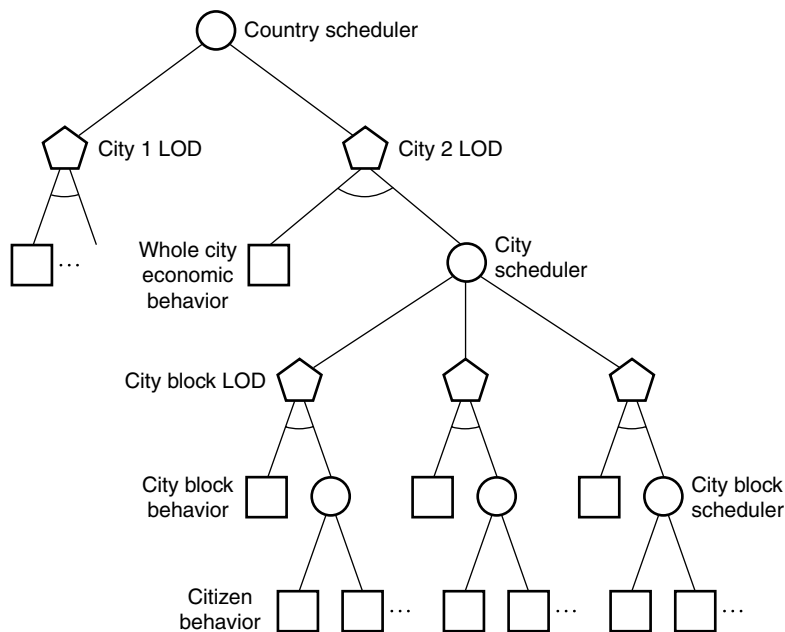 Country scheduler
City 1 LOD
City 2 LOD
...
Whole city
economic
behavior
City
scheduler
City block LOD
City block
behavior
City block
scheduler
Citizen
behavior
...
...
...